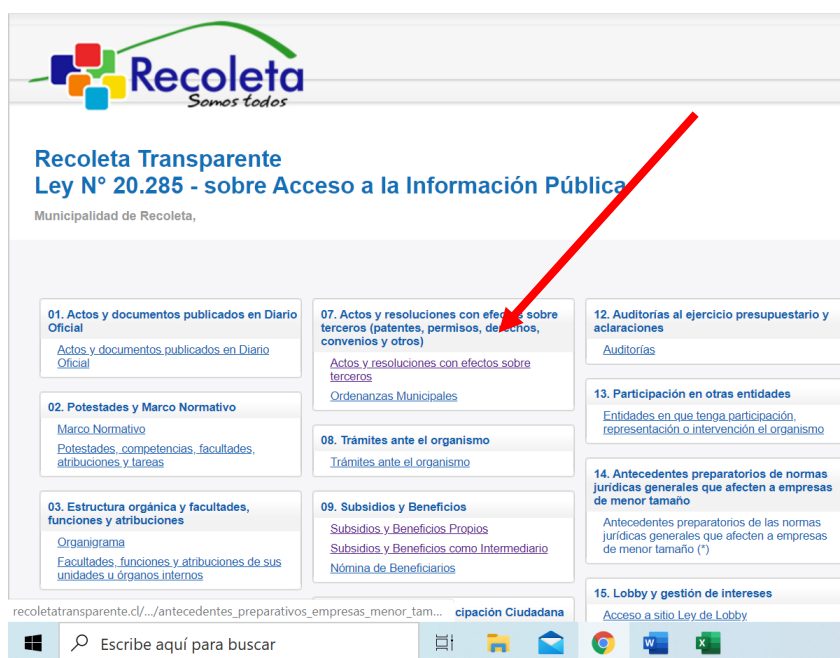 Recoleta
Somos todos
Recoleta Transparente
Ley N° 20.285 - sobre Acceso a la Información Pública
Municipalidad de Recoleta,
01. Actos y documentos publicados en Diario
Oficial
Actos y documentos publicados en Diario
Oficial
02. Potestades y Marco Normativo
Marco Normativo
Potestades, competencias, facultades,
atribuciones y tareas
03. Estructura orgánica y facultades,
funciones y atribuciones
Organigrama
Facultades, funciones y atribuciones de sus
unidades u órganos internos
07. Actos y resoluciones con efectos sobre
terceros (patentes, permisos, derechos,
convenios y otros)
Actos y resoluciones con efectos sobre
terceros
Ordenanzas Municipales
08. Trámites ante el organismo
Trámites ante el organismo
09. Subsidios y Beneficios
Subsidios y Beneficios Propios
Subsidios y Beneficios como Intermediario
Nómina de Beneficiarios
cipación Ciudadana
12. Auditorías al ejercicio presupuestario y
aclaraciones
Auditorías
13. Participación en otras entidades
Entidades en que tenga participación,
representación o intervención el organismo
14. Antecedentes preparatorios de normas
jurídicas generales que afecten a empresas
de menor tamaño
Antecedentes preparatorios de las normas
jurídicas generales que afecten a empresas
de menor tamaño (*)
15. Lobby y gestión de intereses
Acceso a sitio Ley de Lobby
recoletatransparente.cl/.../antecedentes_preparativos_empresas_menor_tam...
Escribe aquí para buscar